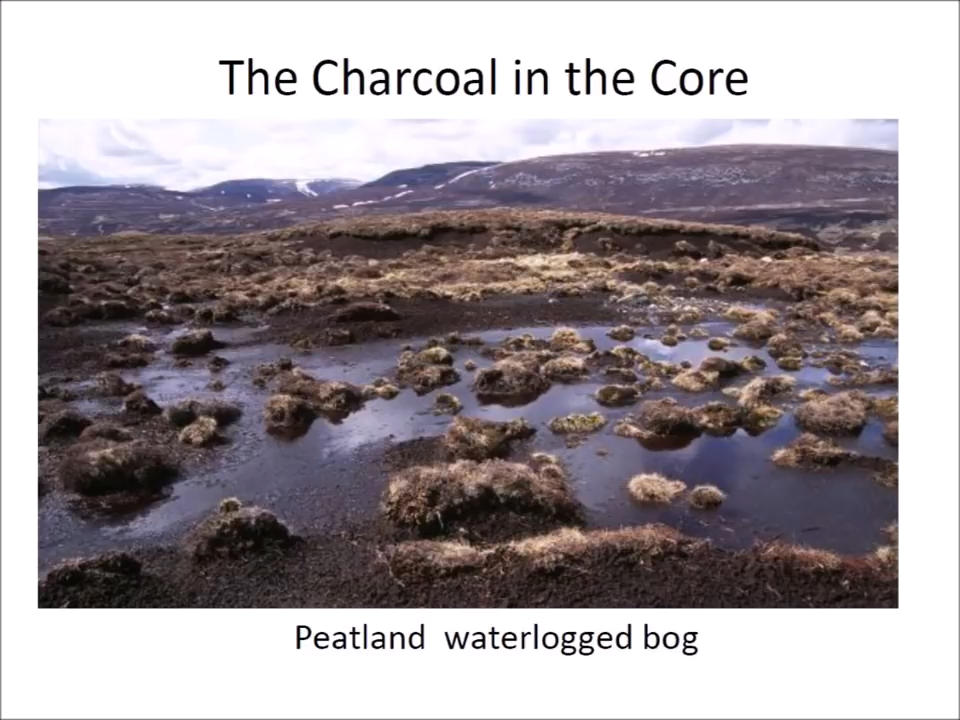 The Charcoal in the Core
Peatland waterlogged bog